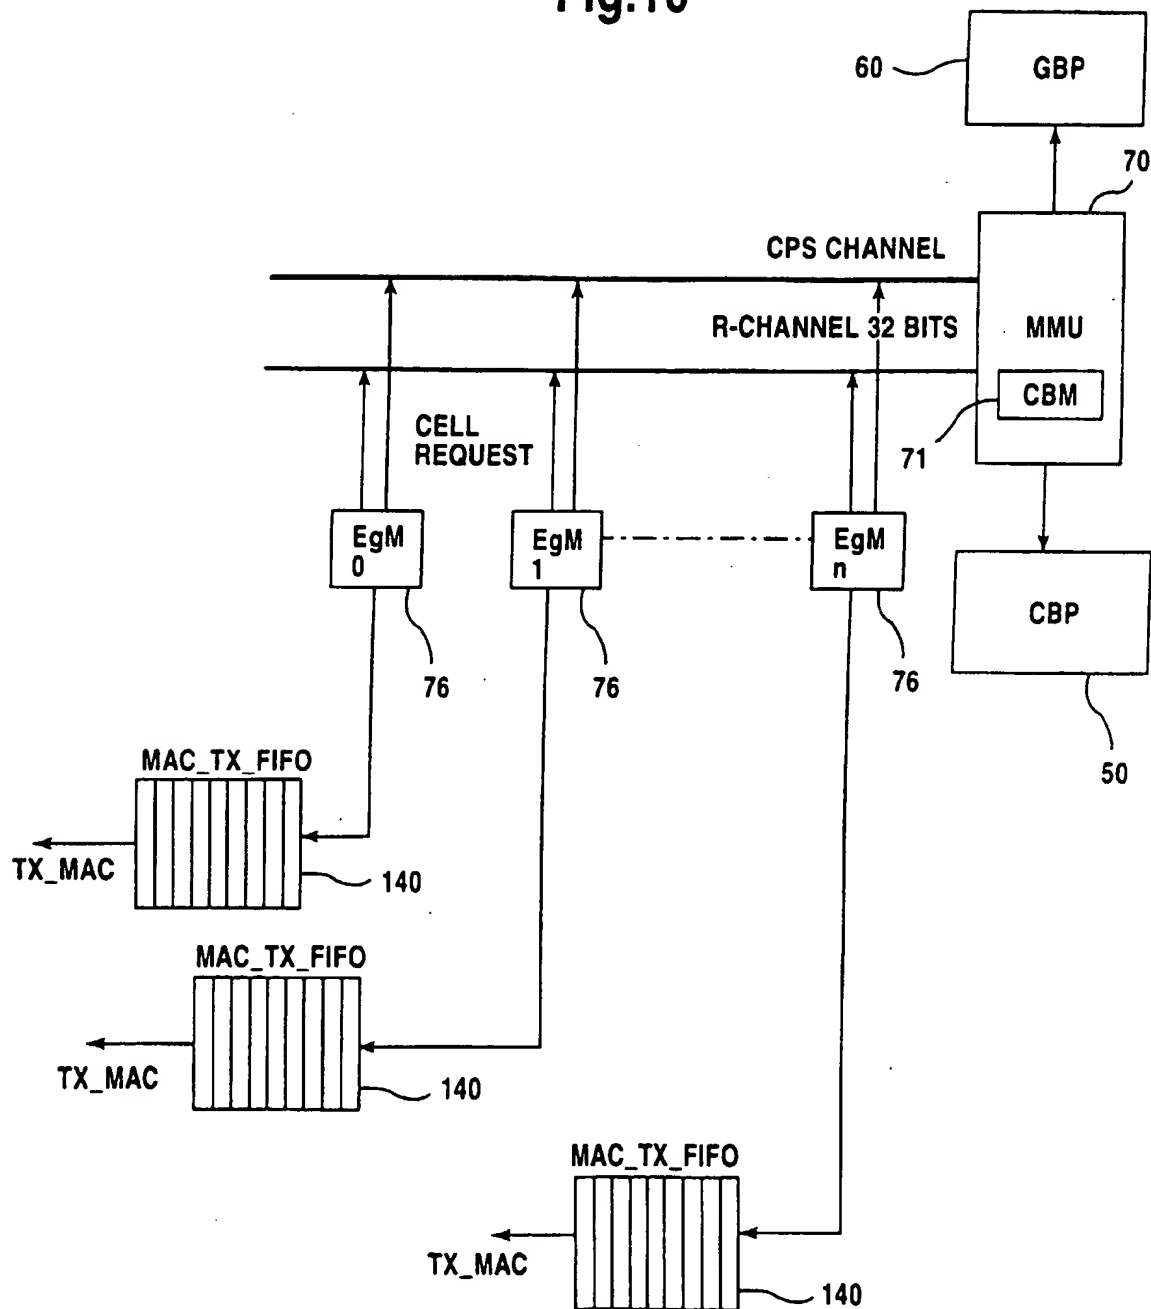 GBP
60
70
CPS CHANNEL
R-CHANNEL 32 BITS
MMU
CBM
71
CELL
REQUEST
EgM
0
EgM
1
EgM
n
CBP
76
76
76
50
MAC_TX_FIFO
TX_MAC
140
MAC_TX_FIFO
TX_MAC
140
MAC_TX_FIFO
TX_MAC
140